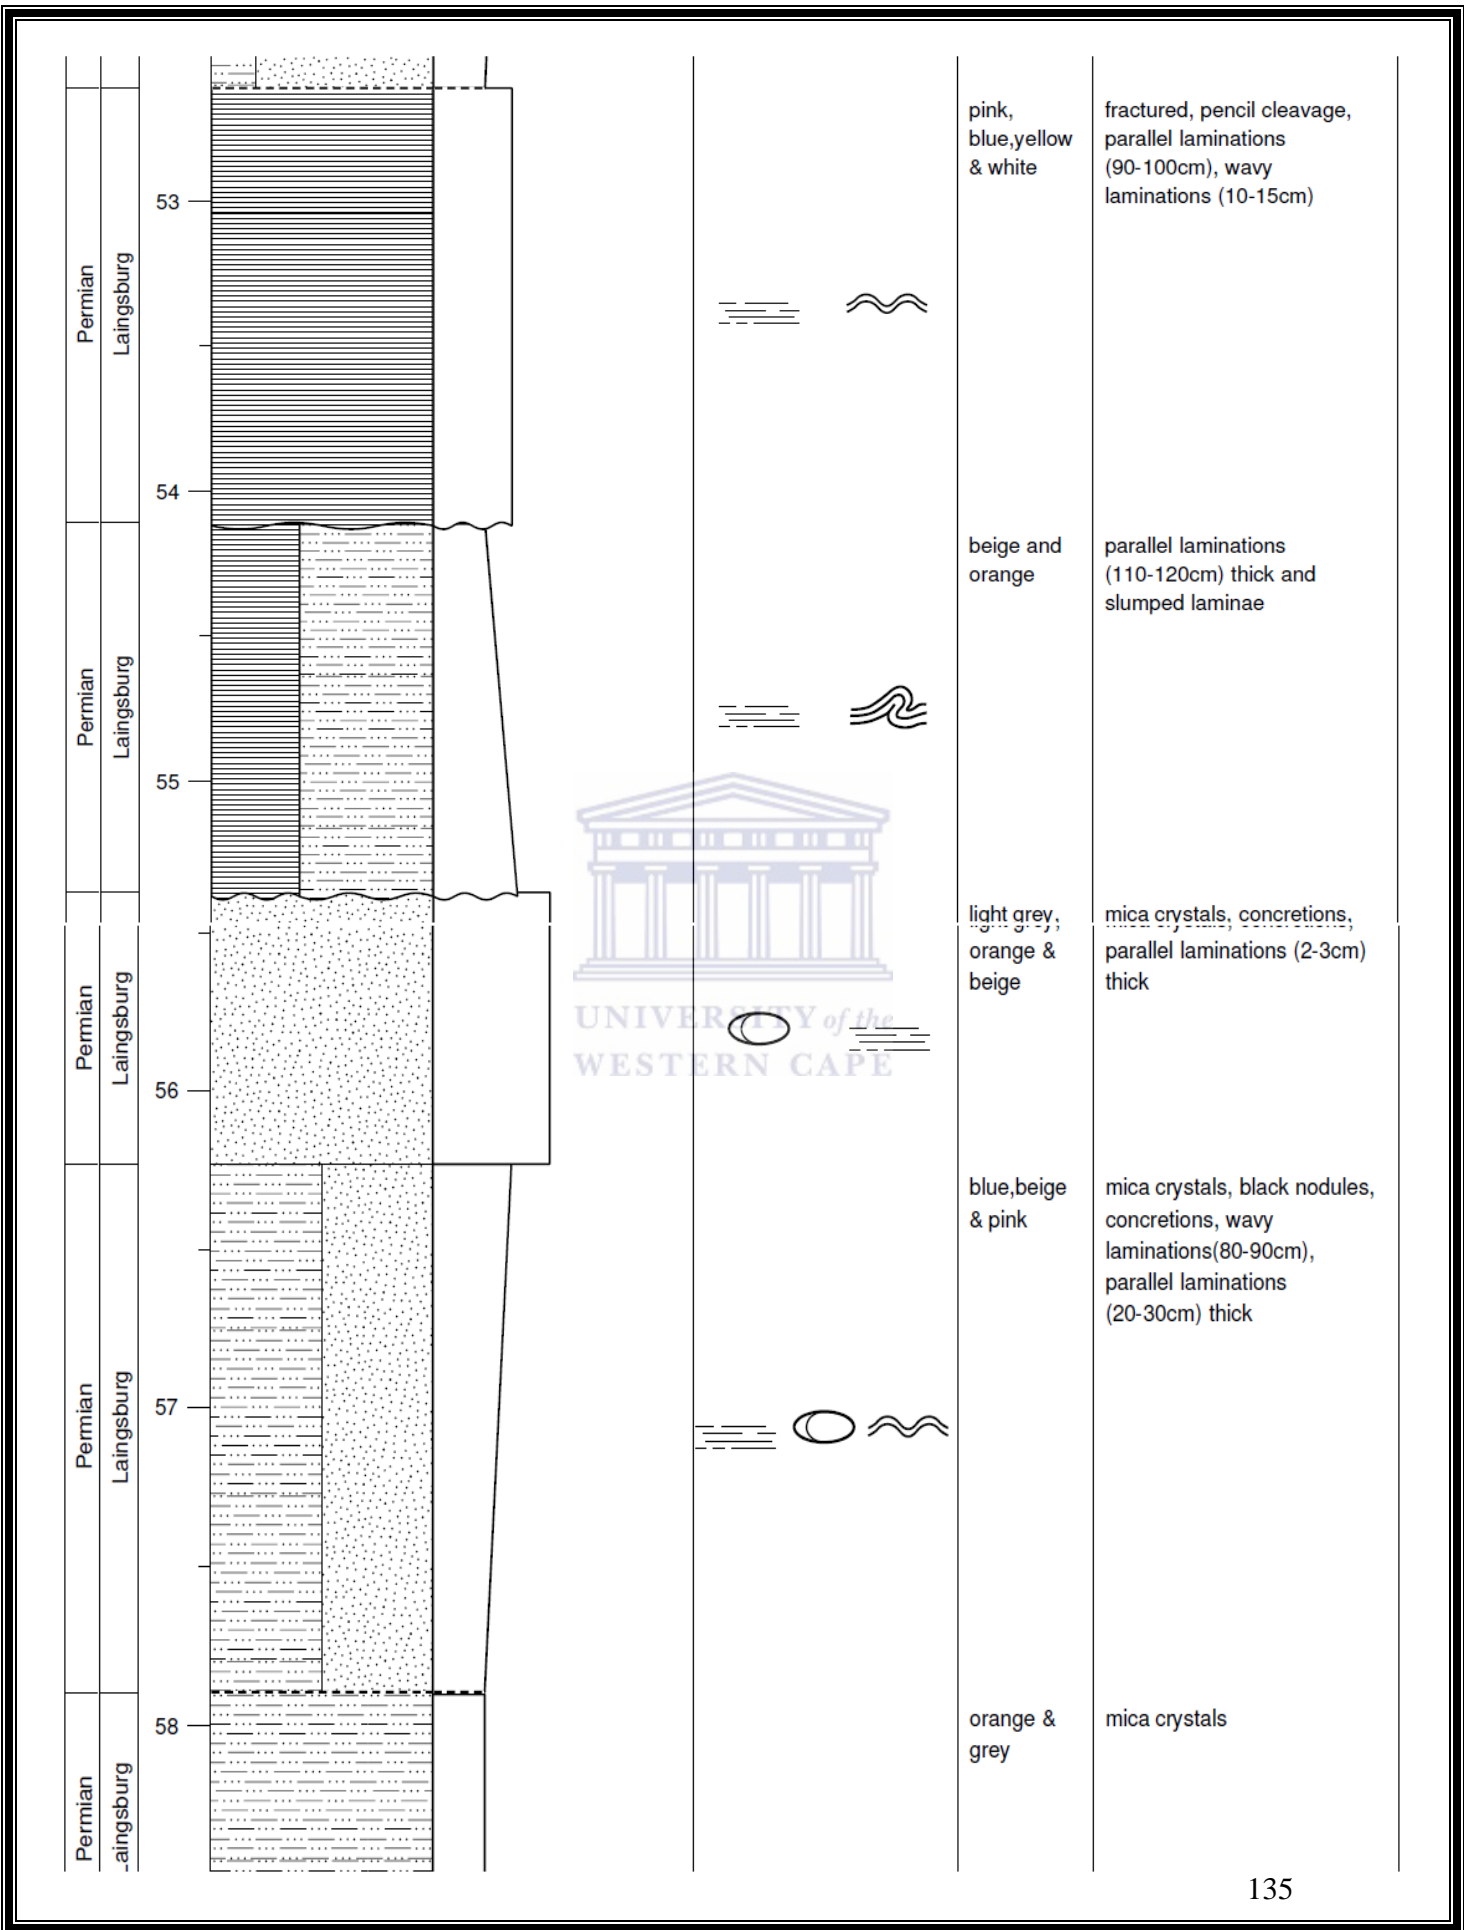 pink,
blue,yellow
& white
fractured, pencil cleavage,
parallel laminations
(90-100cm), wavy
laminations (10-15cm)
53
Permian
Laingsburg
54
beige and
orange
parallel laminations
(110-120cm) thick and
slumped laminae
Permian
Laingsburg
55
light grey,
orange &
beige
mica crystals, concretions,
parallel laminations (2-3cm)
thick
Permian
Laingsburg
UNIVERSITY of the
WESTERN CAPE
56
blue,beige
& pink
mica crystals, black nodules,
concretions, wavy
laminations(80-90cm),
parallel laminations
(20-30cm) thick
Permian
Laingsburg
57
58
orange &
grey
mica crystals
Permian
Laingsburg
135